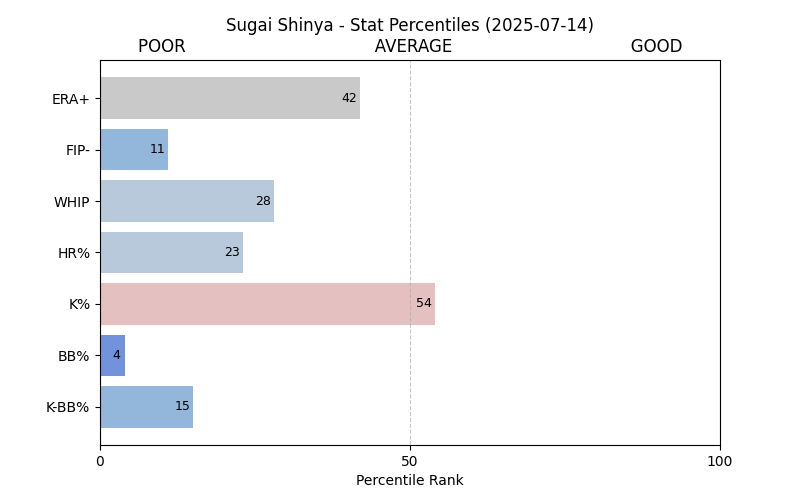 Sugai Shinya - Stat Percentiles (2025-07-14)
POOR AVERAGE GOOD
ERA+ 42
FIP- 11
WHIP 28
HR% 23
K% 54
BB% 4
K-BB% 15
0 50 100
Percentile Rank